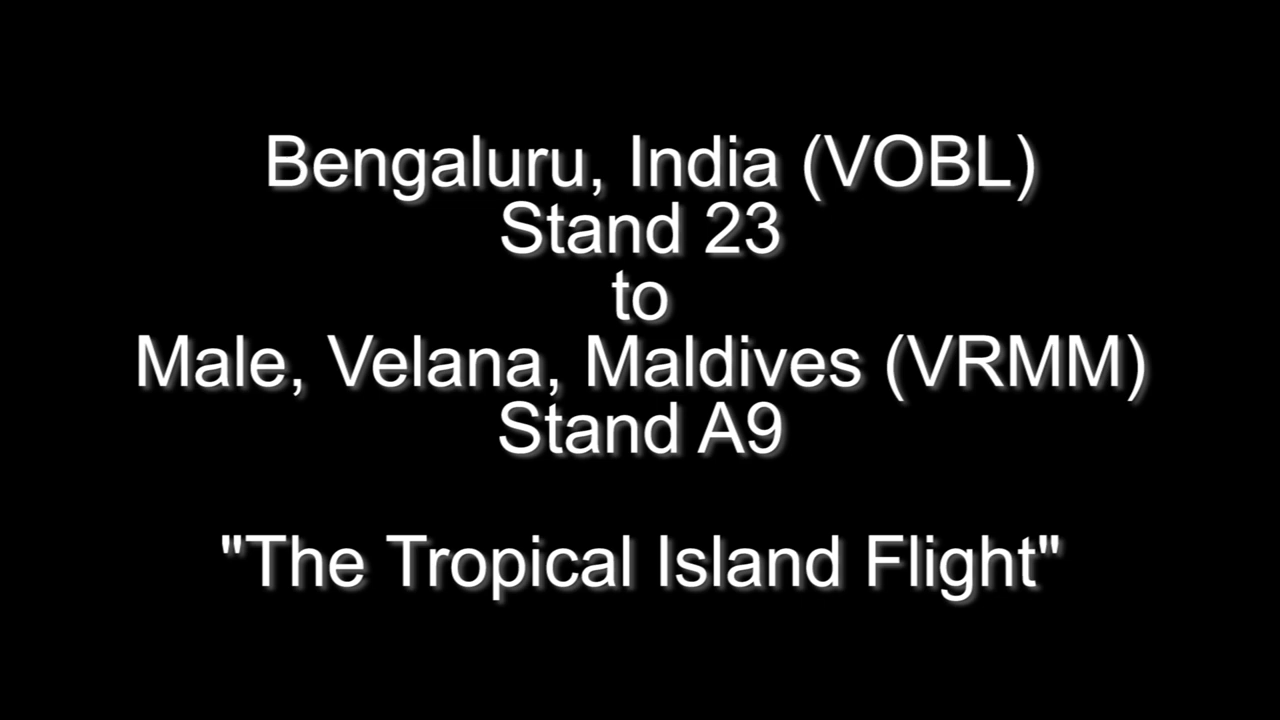 Bengaluru, India (VOBL)
Stand 23
to
Male, Velana, Maldives (VRMM)
Stand A9
"The Tropical Island Flight"